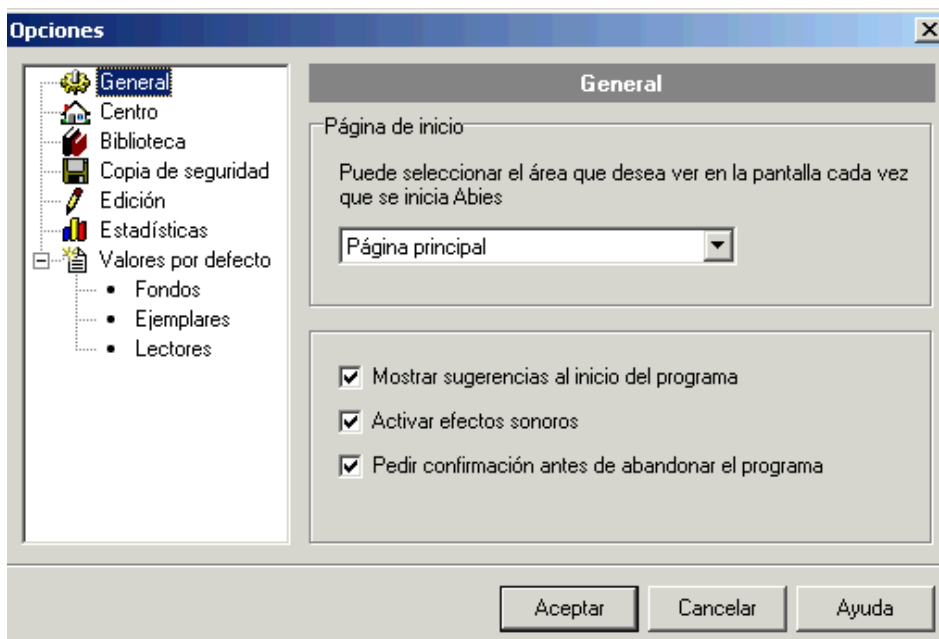 Opciones
General
Centro
Biblioteca
Copia de seguridad
Edición
Estadísticas
Valores por defecto
Fondos
Ejemplares
Lectores
General
Página de inicio
Puede seleccionar el área que desea ver en la pantalla cada vez
que se inicia Abies
Página principal
Mostrar sugerencias al inicio del programa
Activar efectos sonoros
Pedir confirmación antes de abandonar el programa
Aceptar
Cancelar
Ayuda